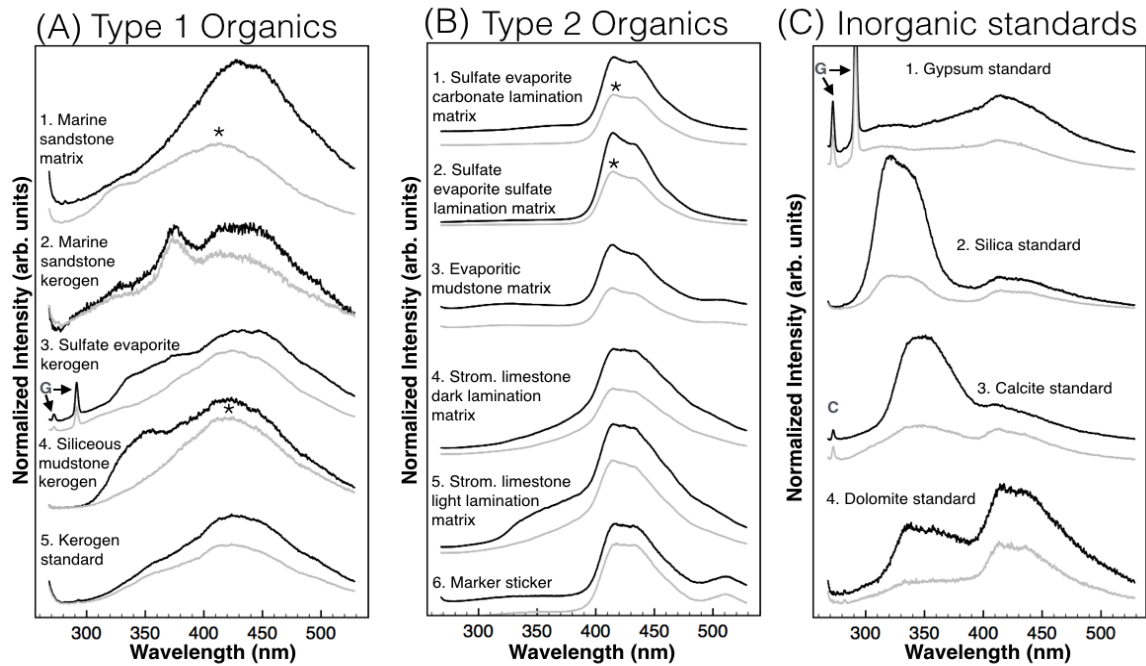 (A) Type 1 Organics
Normalized Intensity (arb. units)
1. Marine
sandstone
matrix
*
2. Marine
sandstone
kerogen
3. Sulfate evaporite
kerogen
G
4. Siliceous
mudstone
kerogen
*
5. Kerogen
standard
300 350 400 450 500
Wavelength (nm)
(B) Type 2 Organics
Normalized Intensity (arb. units)
1. Sulfate evaporite
carbonate lamination
matrix
*
2. Sulfate
evaporite sulfate
lamination matrix
*
3. Evaporitic
mudstone matrix
4. Strom. limestone
dark lamination
matrix
5. Strom. limestone
light lamination
matrix
6. Marker sticker
300 350 400 450 500
Wavelength (nm)
(C) Inorganic standards
Normalized Intensity (arb. units)
G
1. Gypsum standard
2. Silica standard
3. Calcite standard
C
4. Dolomite standard
300 350 400 450 500
Wavelength (nm)